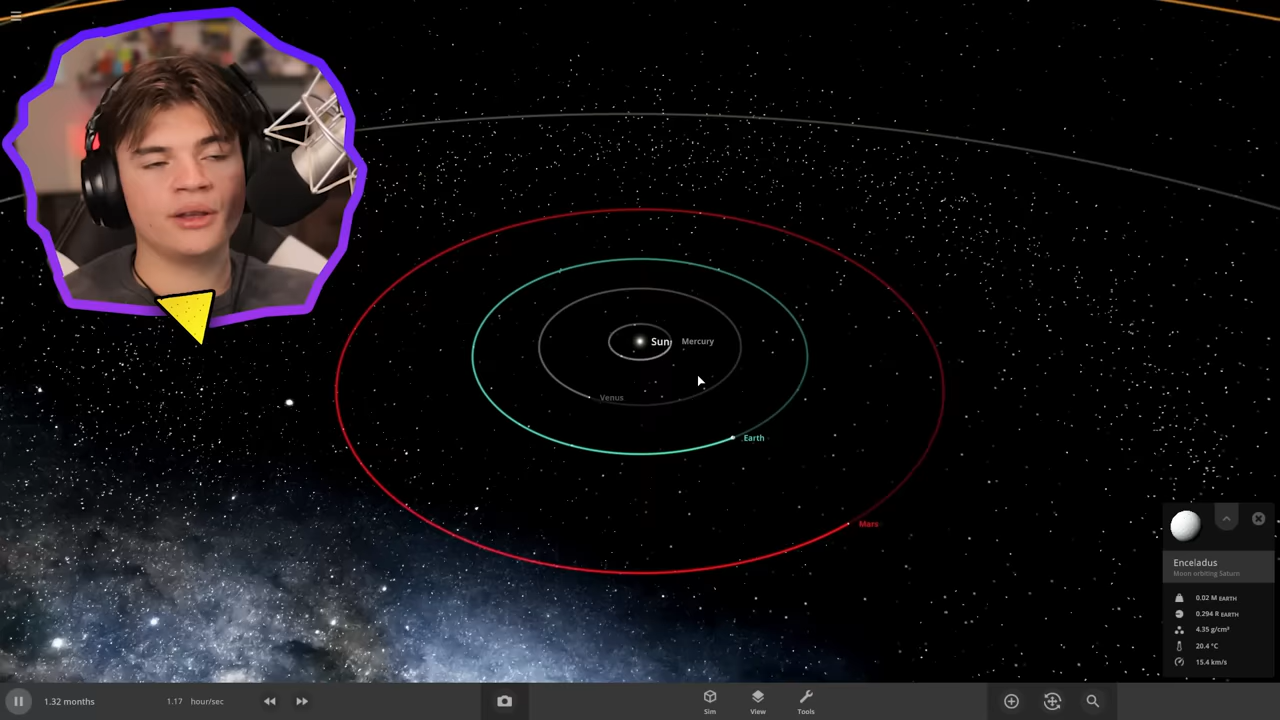 Sun
Mercury
Venus
Earth
Mars
Enceladus
Moon orbiting Saturn
0.02 M EARTH
0.294 R EARTH
4.35 g/cm³
20.4 °C
15.4 km/s
1.32 months
1.17 hour/sec
Sim
View
Tools